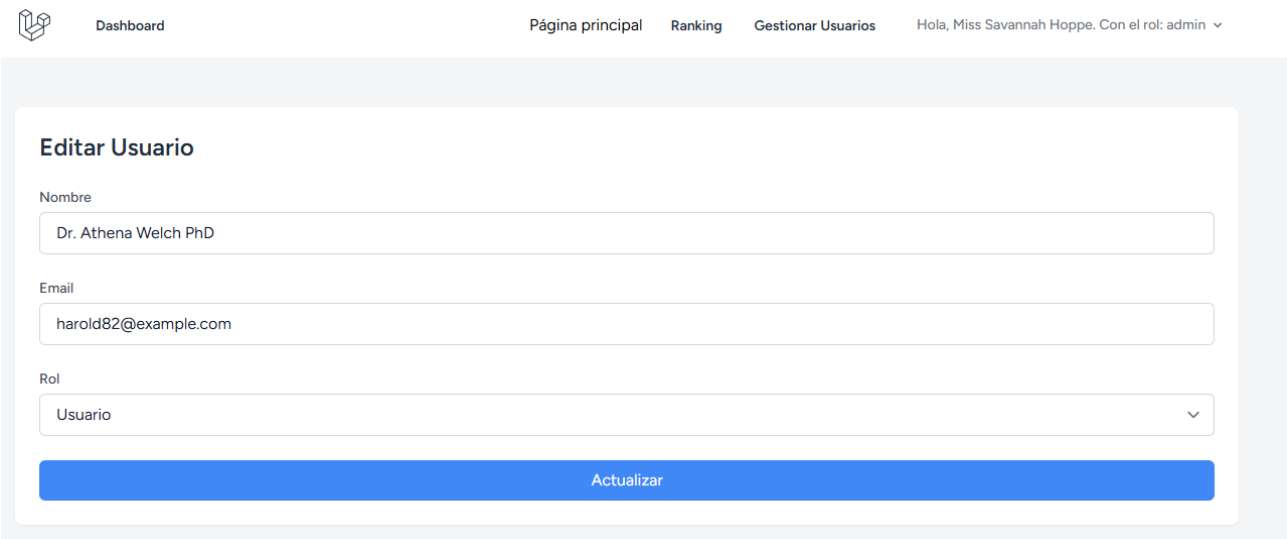 Dashboard Página principal Ranking Gestionar Usuarios Hola, Miss Savannah Hoppe. Con el rol: admin
Editar Usuario
Nombre
Dr. Athena Welch PhD
Email
harold82@example.com
Rol
Usuario
Actualizar